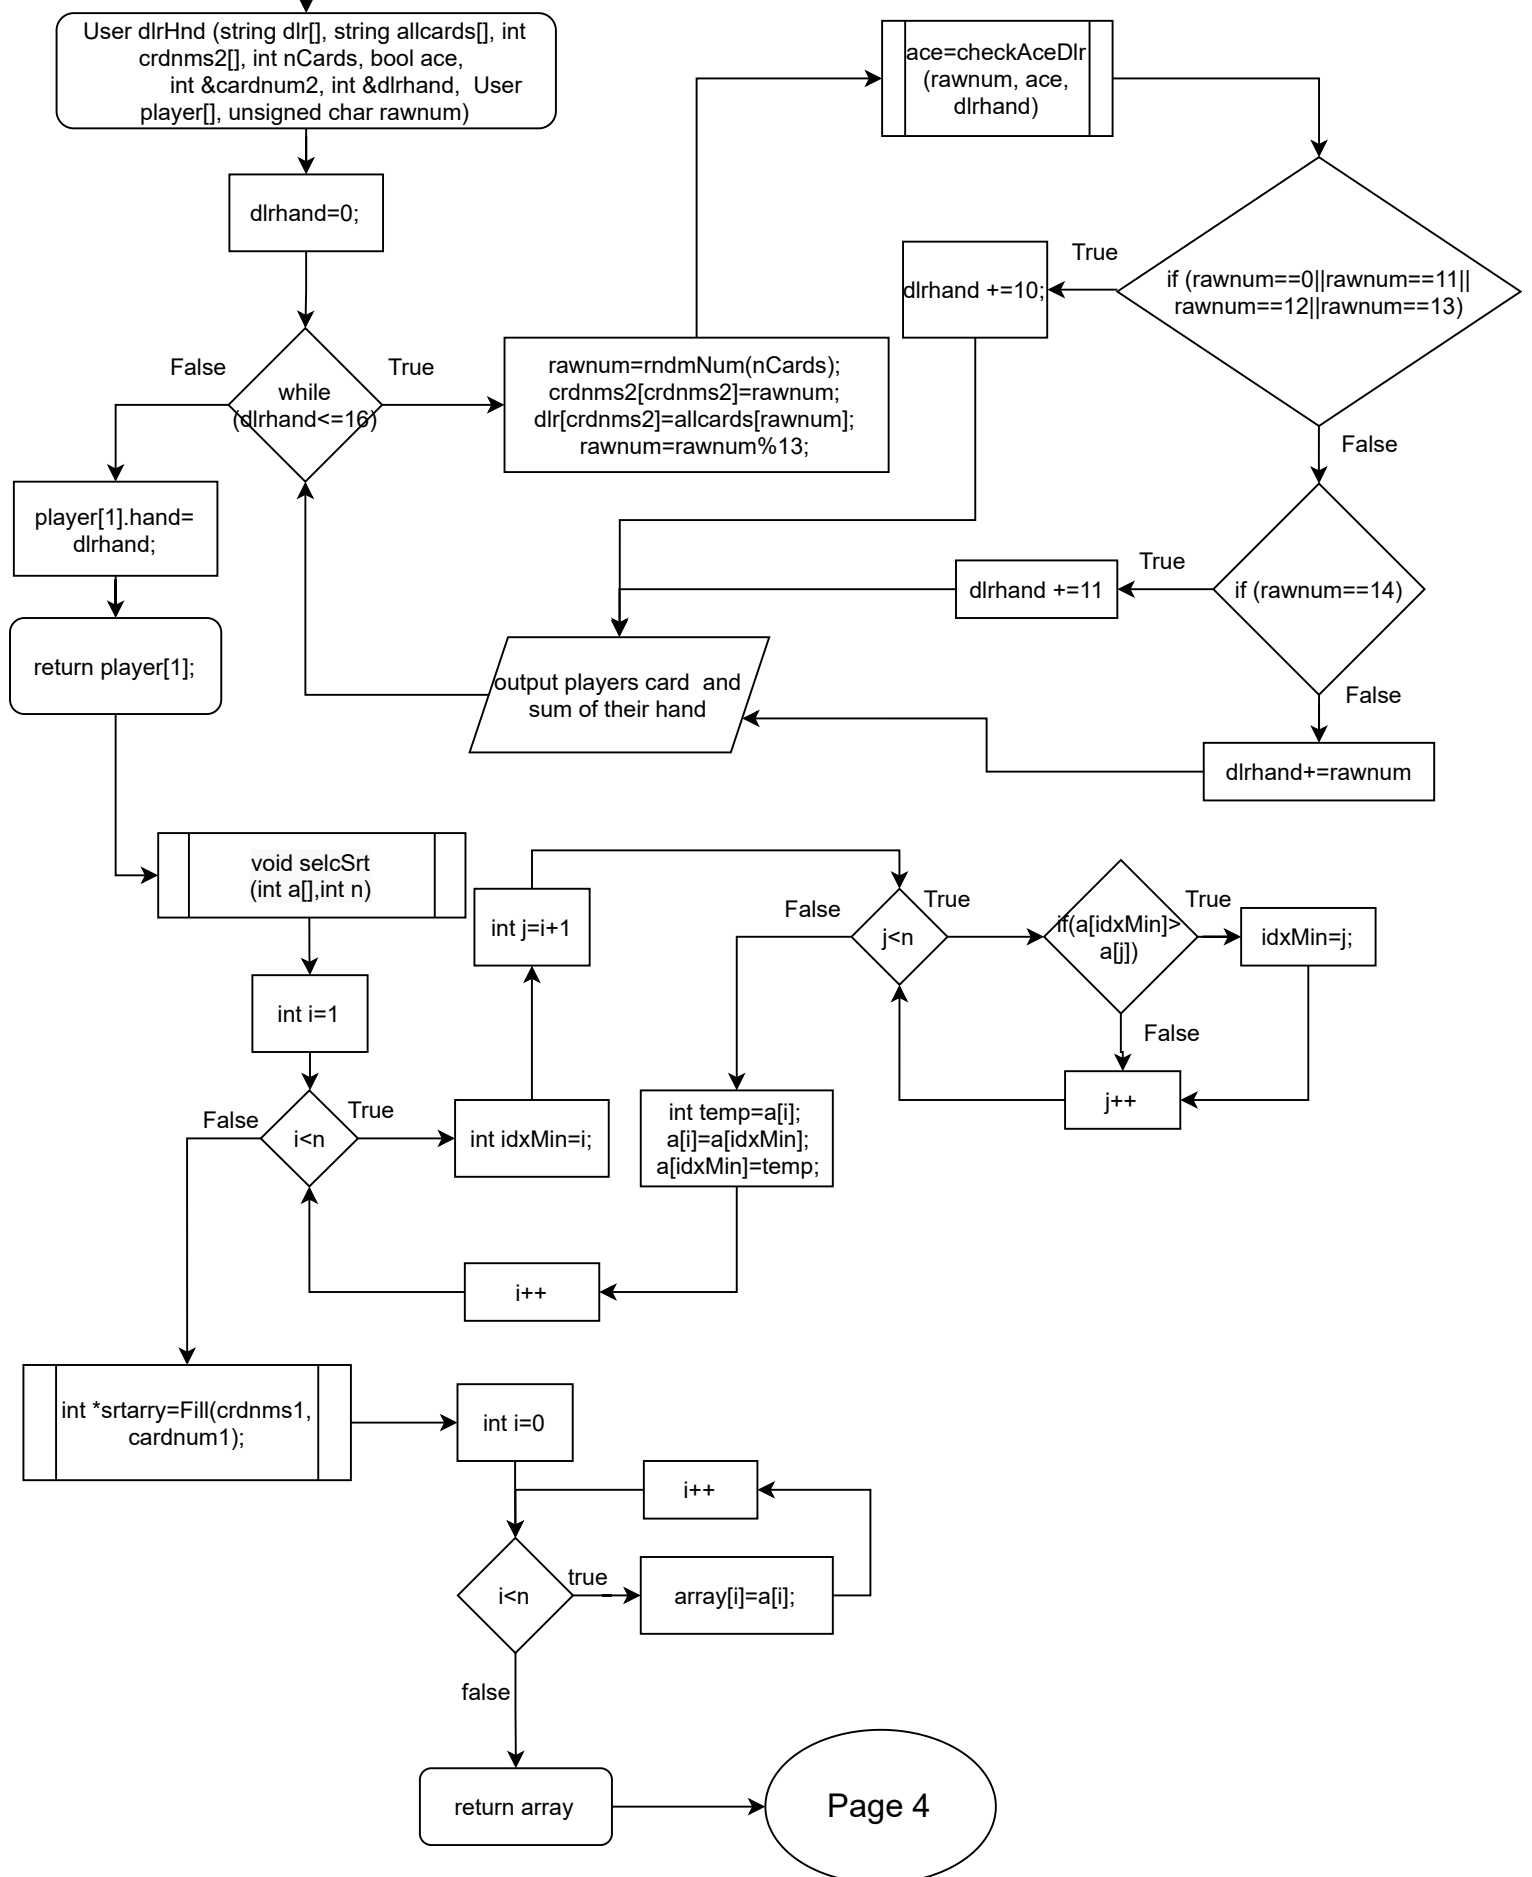 User dlrHnd (string dlr[], string allcards[], int
crdnms2[], int nCards, bool ace,
int &cardnum2, int &dlrhand,  User
player[], unsigned char rawnum)
dlrhand=0;
while
(dlrhand<=16)
False
True
player[1].hand=
dlrhand;
return player[1];
rawnum=rndmNum(nCards);
crdnms2[crdnms2]=rawnum;
dlr[crdnms2]=allcards[rawnum];
rawnum=rawnum%13;
ace=checkAceDlr
(rawnum, ace,
dlrhand)
if (rawnum==0||rawnum==11||
rawnum==12||rawnum==13)
True
dlrhand +=10;
False
if (rawnum==14)
True
dlrhand +=11
False
dlrhand+=rawnum
output players card  and
sum of their hand
void selcSrt
(int a[],int n)
int i=1
i<n
False
True
int idxMin=i;
int j=i+1
j<n
False
True
if(a[idxMin]>
a[j])
True
idxMin=j;
False
j++
int temp=a[i];
a[i]=a[idxMin];
a[idxMin]=temp;
i++
int *srtarry=Fill(crdnms1,
cardnum1);
int i=0
i++
i<n
true
array[i]=a[i];
false
return array
Page 4